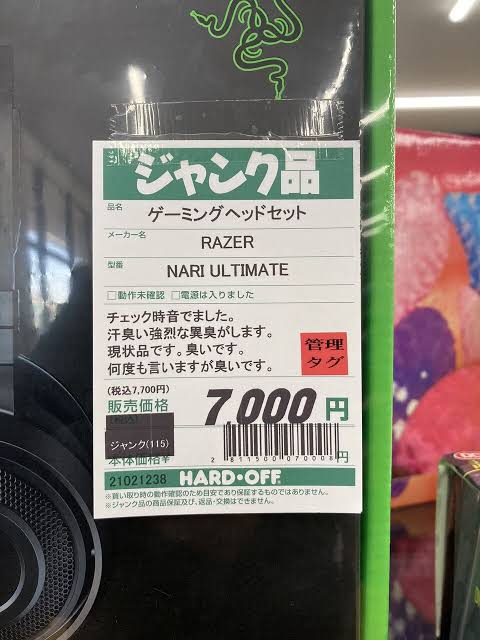 ジャンク品
品名 ゲーミングヘッドセット
メーカー名 RAZER
型番 NARI ULTIMATE
□動作未確認 □電源は入りました
チェック時音でました。
汗臭い強烈な異臭がします。
現状品です。臭いです。
何度も言いますが臭いです。
管理
タグ
(税込7,700円)
販売価格 7,000円
ジャンク(115)
2811500070008
本体価格¥ 円
21021238 HARD・OFF
※買い取り時の動作確認のため目安であり保証するものではありません。
※ジャンク品の商品保証及び、返品・交換はできません。